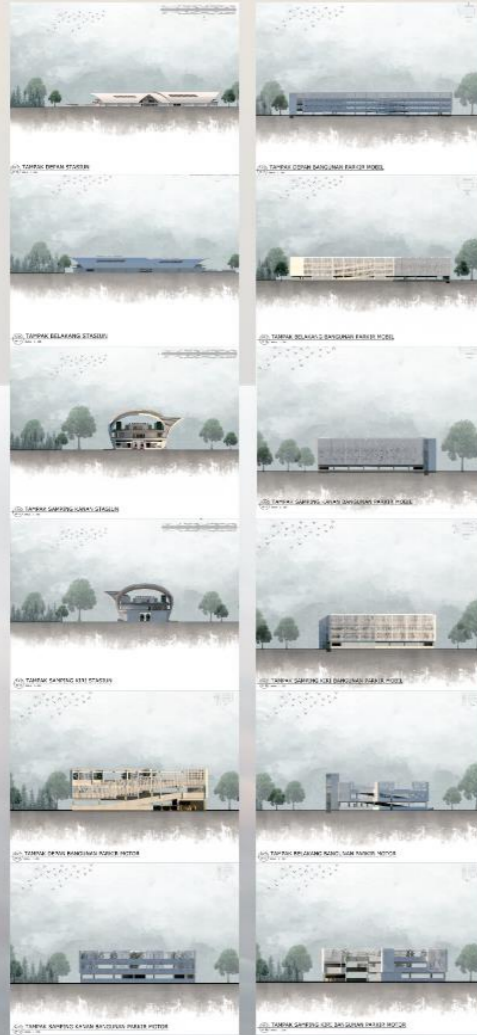 TAMPAK DEPAN STASIUN
TAMPAK DEPAN BANGUNAN PARKIR MOBIL
TAMPAK BELAKANG STASIUN
TAMPAK BELAKANG BANGUNAN PARKIR MOBIL
TAMPAK SAMPING KANAN STASIUN
TAMPAK SAMPING KANAN BANGUNAN PARKIR MOBIL
TAMPAK SAMPING KIRI STASIUN
TAMPAK SAMPING KIRI BANGUNAN PARKIR MOBIL
TAMPAK DEPAN BANGUNAN PARKIR MOTOR
TAMPAK BELAKANG BANGUNAN PARKIR MOTOR
TAMPAK SAMPING KANAN BANGUNAN PARKIR MOTOR
TAMPAK SAMPING KIRI BANGUNAN PARKIR MOTOR